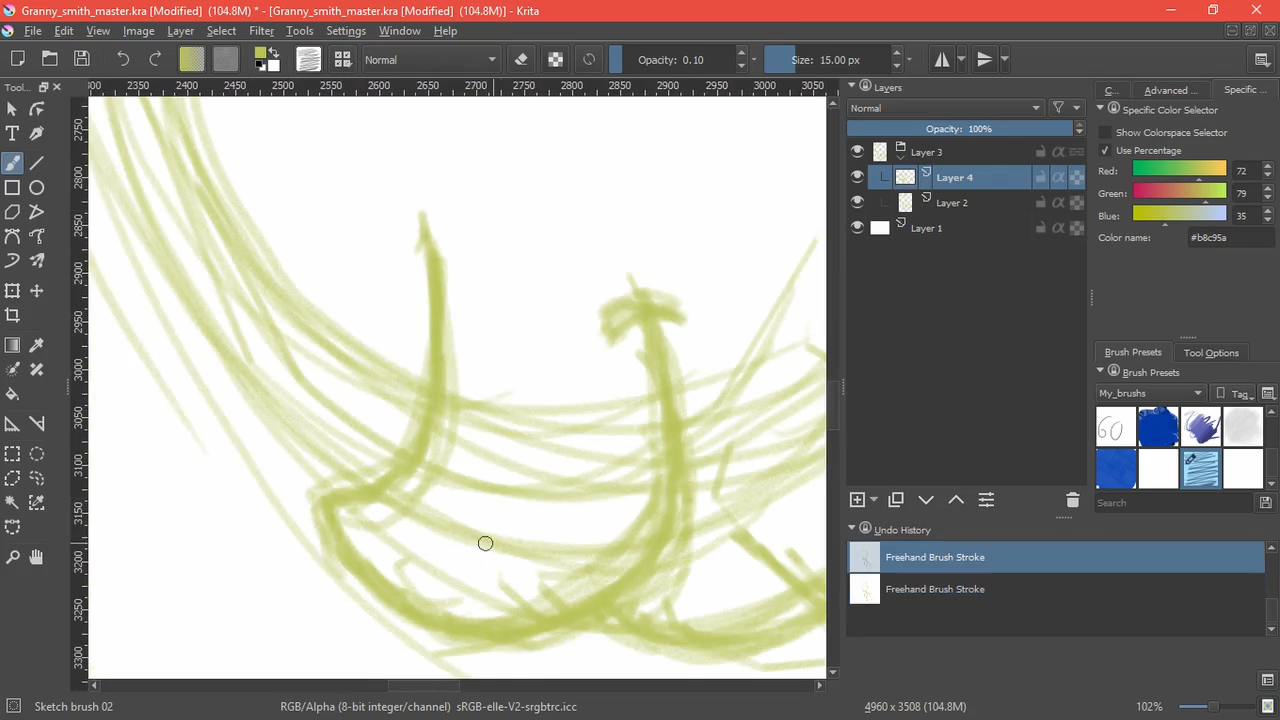 Granny_smith_master.kra [Modified] (104.8M) * - [Granny_smith_master.kra [Modified] (104.8M)] - Krita
File Edit View Image Layer Select Filter Tools Settings Window Help
Normal Opacity: 0.10 Size: 15.00 px
Tool...
2350 2400 2450 2500 2550 2600 2650 2700 2750 2800 2850 2900 2950 3000 3050
2750 2800 2850 2900 2950 3000 3050 3100 3150 3200 3250 3300
Layers
Normal
Opacity: 100%
Layer 3
Layer 4
Layer 2
Layer 1
C... Advanced ... Specific ...
Specific Color Selector
Show Colorspace Selector
Use Percentage
Red: 72
Green: 79
Blue: 35
Color name: #b8c95a
Brush Presets Tool Options
Brush Presets
My_brushes Tag
60
Search
Undo History
Freehand Brush Stroke
Freehand Brush Stroke
Sketch brush 02 RGB/Alpha (8-bit integer/channel) sRGB-elle-V2-srgbtrc.icc 4960 x 3508 (104.8M) 102%